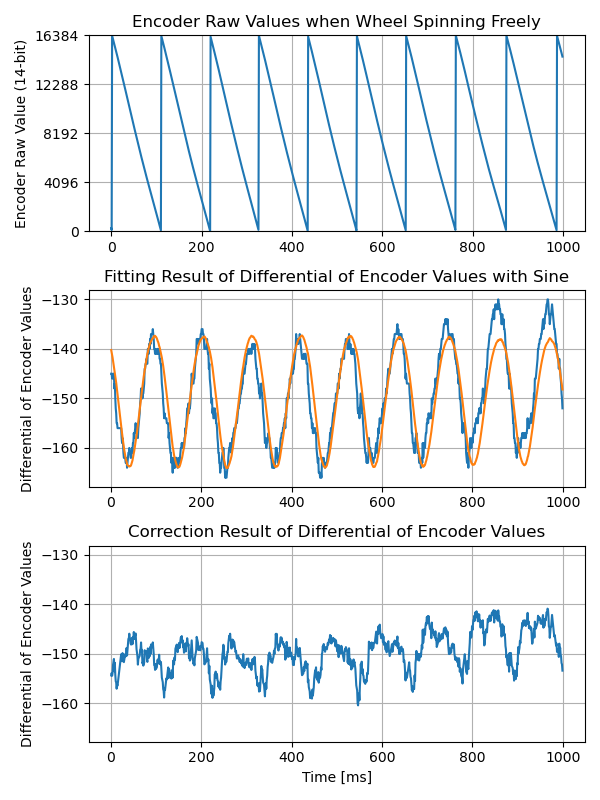 Encoder Raw Values when Wheel Spinning Freely
Encoder Raw Value (14-bit)
16384
12288
8192
4096
0
0 200 400 600 800 1000
Fitting Result of Differential of Encoder Values with Sine
Differential of Encoder Values
−130
−140
−150
−160
0 200 400 600 800 1000
Correction Result of Differential of Encoder Values
Differential of Encoder Values
−130
−140
−150
−160
0 200 400 600 800 1000
Time [ms]